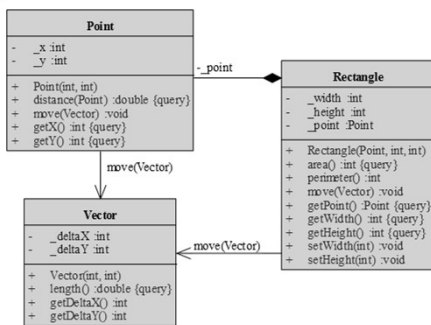 Point
- _x :int
- _y :int
+ Point(int, int)
+ distance(Point) :double {query}
+ move(Vector) :void
+ getX() :int {query}
+ getY() :int {query}
-_point
Rectangle
- _width :int
- _height :int
- _point :Point
+ Rectangle(Point, int, int)
+ area() :int {query}
+ perimeter() :int
+ move(Vector) :void
+ getPoint() :Point {query}
+ getWidth() :int {query}
+ getHeight() :int {query}
+ setWidth(int) :void
+ setHeight(int) :void
move(Vector)
move(Vector)
Vector
- _deltaX :int
- _deltaY :int
+ Vector(int, int)
+ length() :double {query}
+ getDeltaX() :int
+ getDeltaY() :int